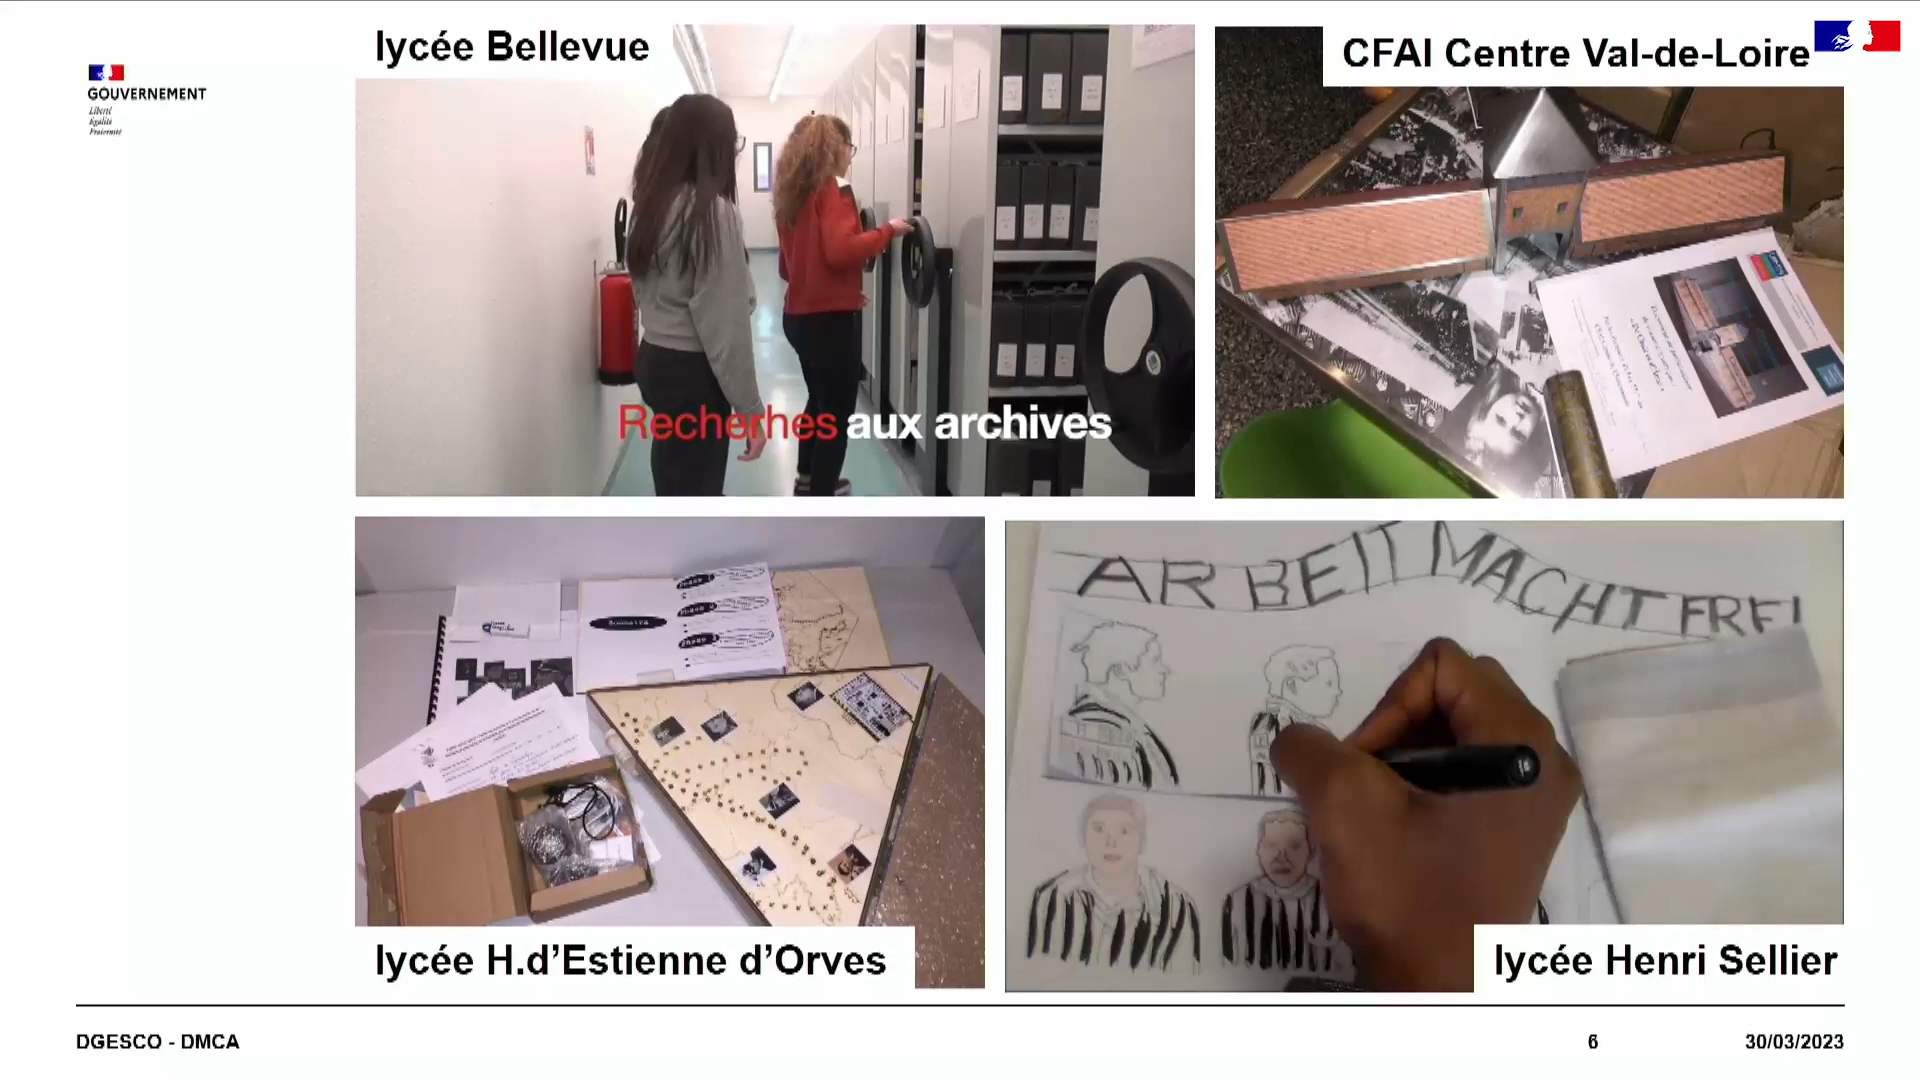 lycée Bellevue
CFAI Centre Val-de-Loire
GOUVERNEMENT
Liberté
Égalité
Fraternité
Recherhes aux archives
ARBEIT MACHT FREI
lycée H.d’Estienne d’Orves
lycée Henri Sellier
DGESCO - DMCA
6
30/03/2023